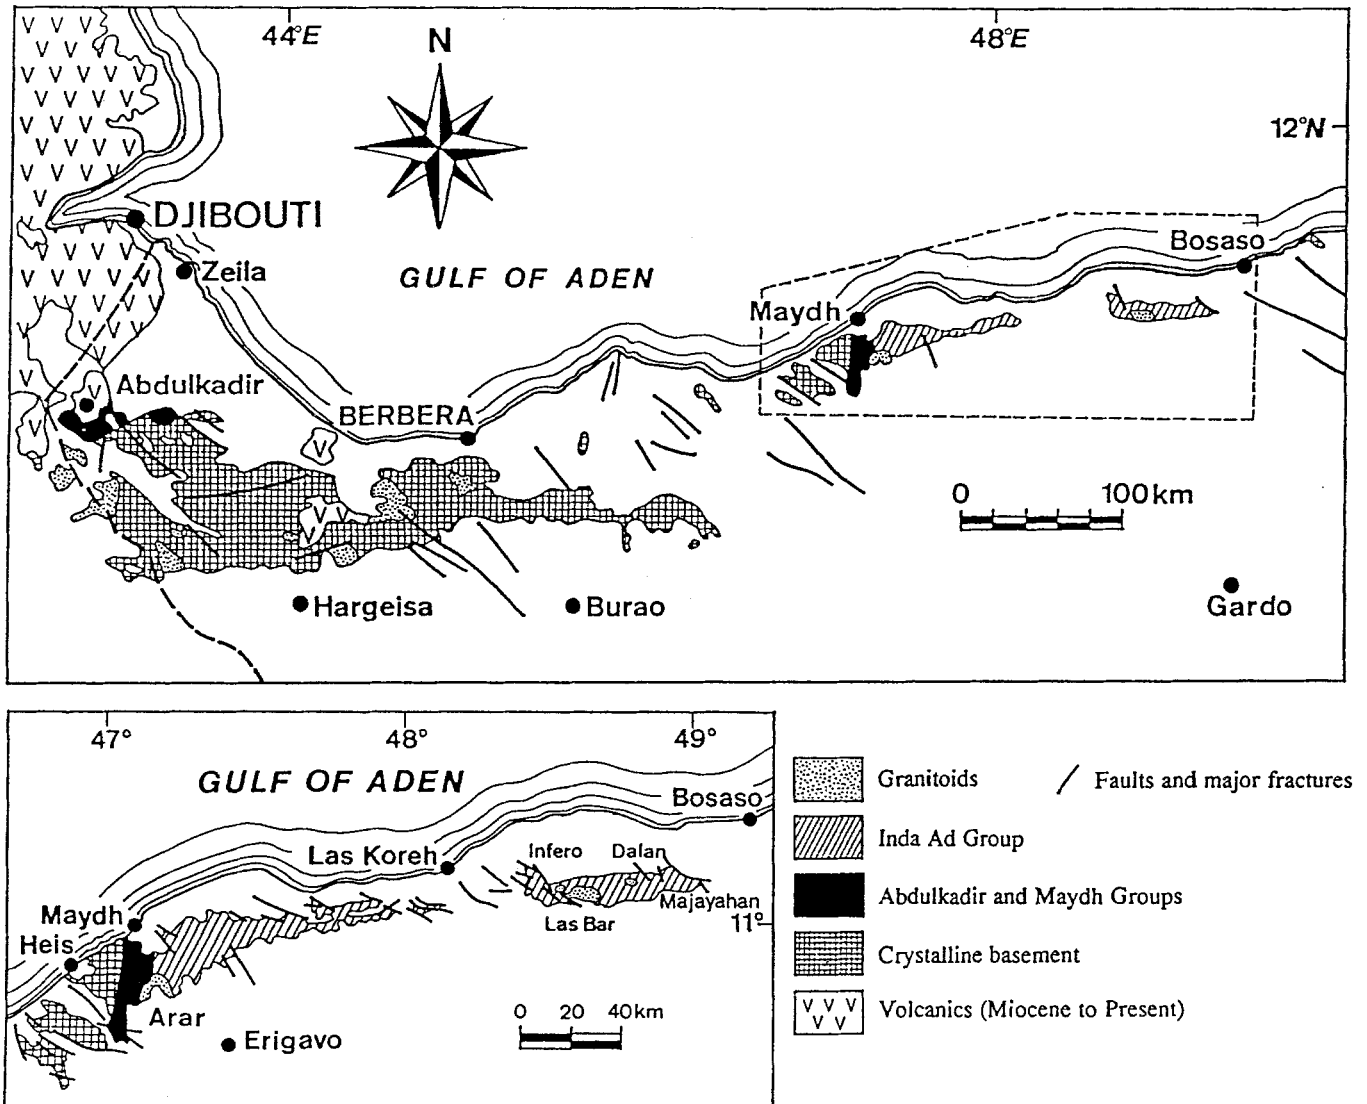 44°E
48°E
N
12°N
DJIBOUTI
Zeila
GULF OF ADEN
Bosaso
Maydh
Abdulkadir
BERBERA
0 100km
Hargeisa
Burao
Gardo
47°
48°
49°
GULF OF ADEN
Bosaso
Las Koreh
Infero
Dalan
Majayahan
Las Bar
11°
Maydh
Heis
Arar
Erigavo
0 20 40km
Granitoids
Faults and major fractures
Inda Ad Group
Abdulkadir and Maydh Groups
Crystalline basement
Volcanics (Miocene to Present)